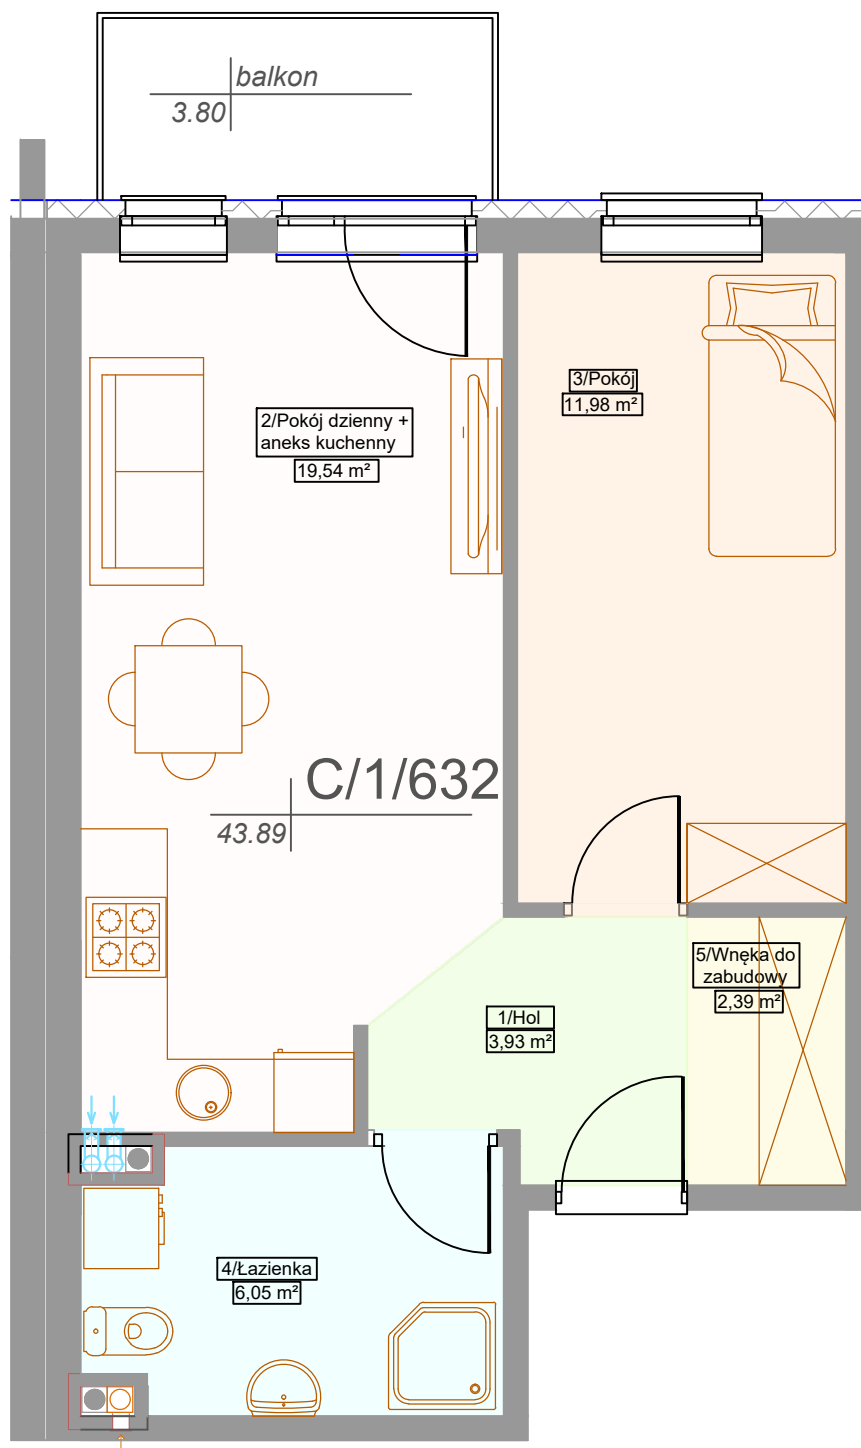 balkon
3.80
3/Pokój
11,98 m²
2/Pokój dzienny +
aneks kuchenny
19,54 m²
C/1/632
43.89
5/Wnęka do
zabudowy
2,39 m²
1/Hol
3,93 m²
4/Łazienka
6,05 m²